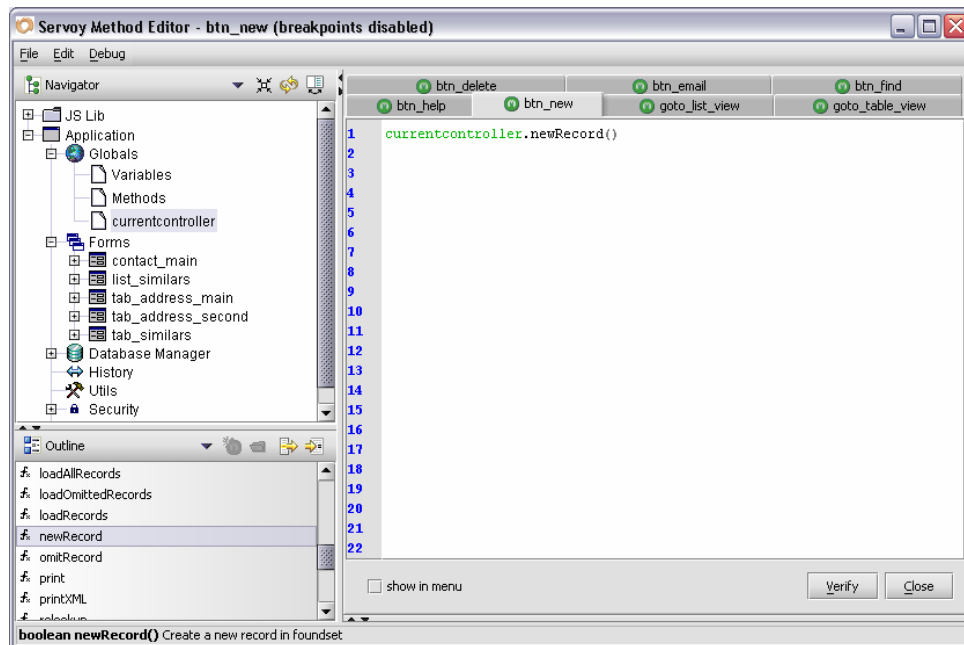 Servoy Method Editor - btn_new (breakpoints disabled)
File Edit Debug
Navigator
JS Lib
Application
Globals
Variables
Methods
currentcontroller
Forms
contact_main
list_similars
tab_address_main
tab_address_second
tab_similars
Database Manager
History
Utils
Security
Outline
loadAllRecords
loadOmittedRecords
loadRecords
newRecord
omitRecord
print
printXML
relookup
btn_delete btn_email btn_find
btn_help btn_new goto_list_view goto_table_view
1 currentcontroller.newRecord()
2
3
4
5
6
7
8
9
10
11
12
13
14
15
16
17
18
19
20
21
22
show in menu Verify Close
boolean newRecord() Create a new record in foundset